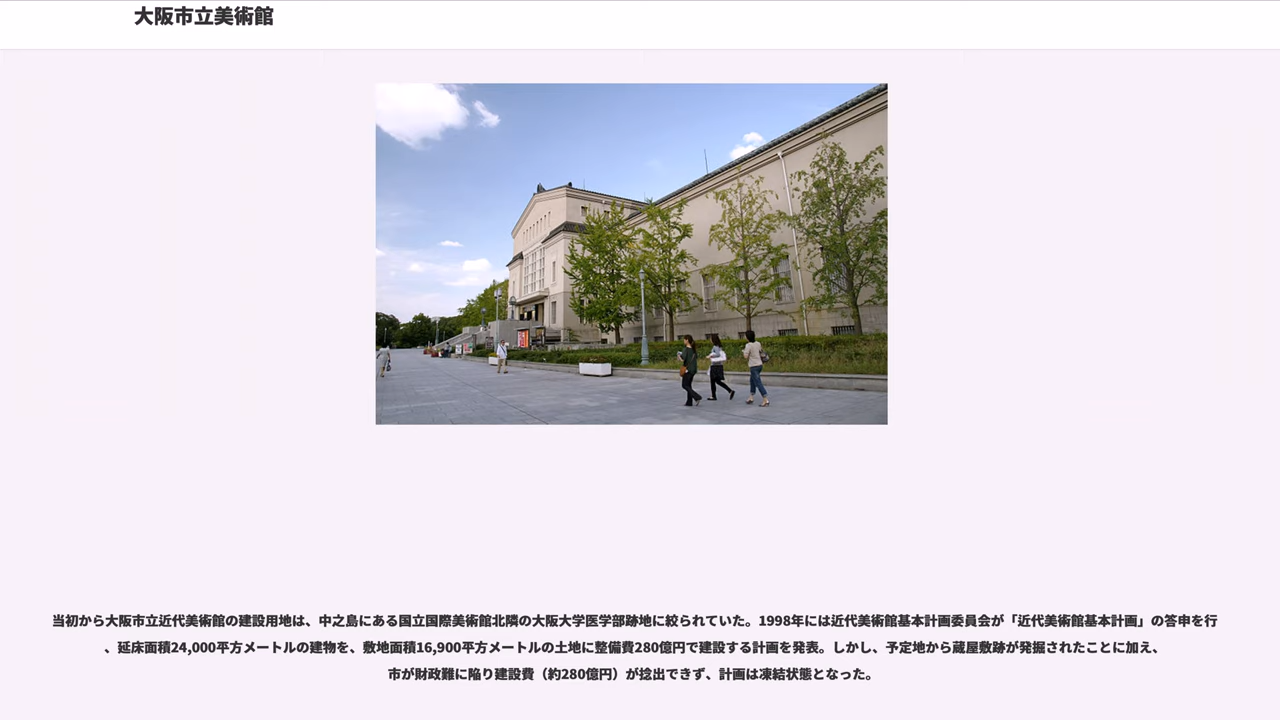 大阪市立美術館
当初から大阪市立近代美術館の建設用地は、中之島にある国立国際美術館北隣の大阪大学医学部跡地に絞られていた。1998年には近代美術館基本計画委員会が「近代美術館基本計画」の答申を行
、延床面積24,000平方メートルの建物を、敷地面積16,900平方メートルの土地に整備費280億円で建設する計画を発表。しかし、予定地から蔵屋敷跡が発掘されたことに加え、
市が財政難に陥り建設費（約280億円）が捻出できず、計画は凍結状態となった。